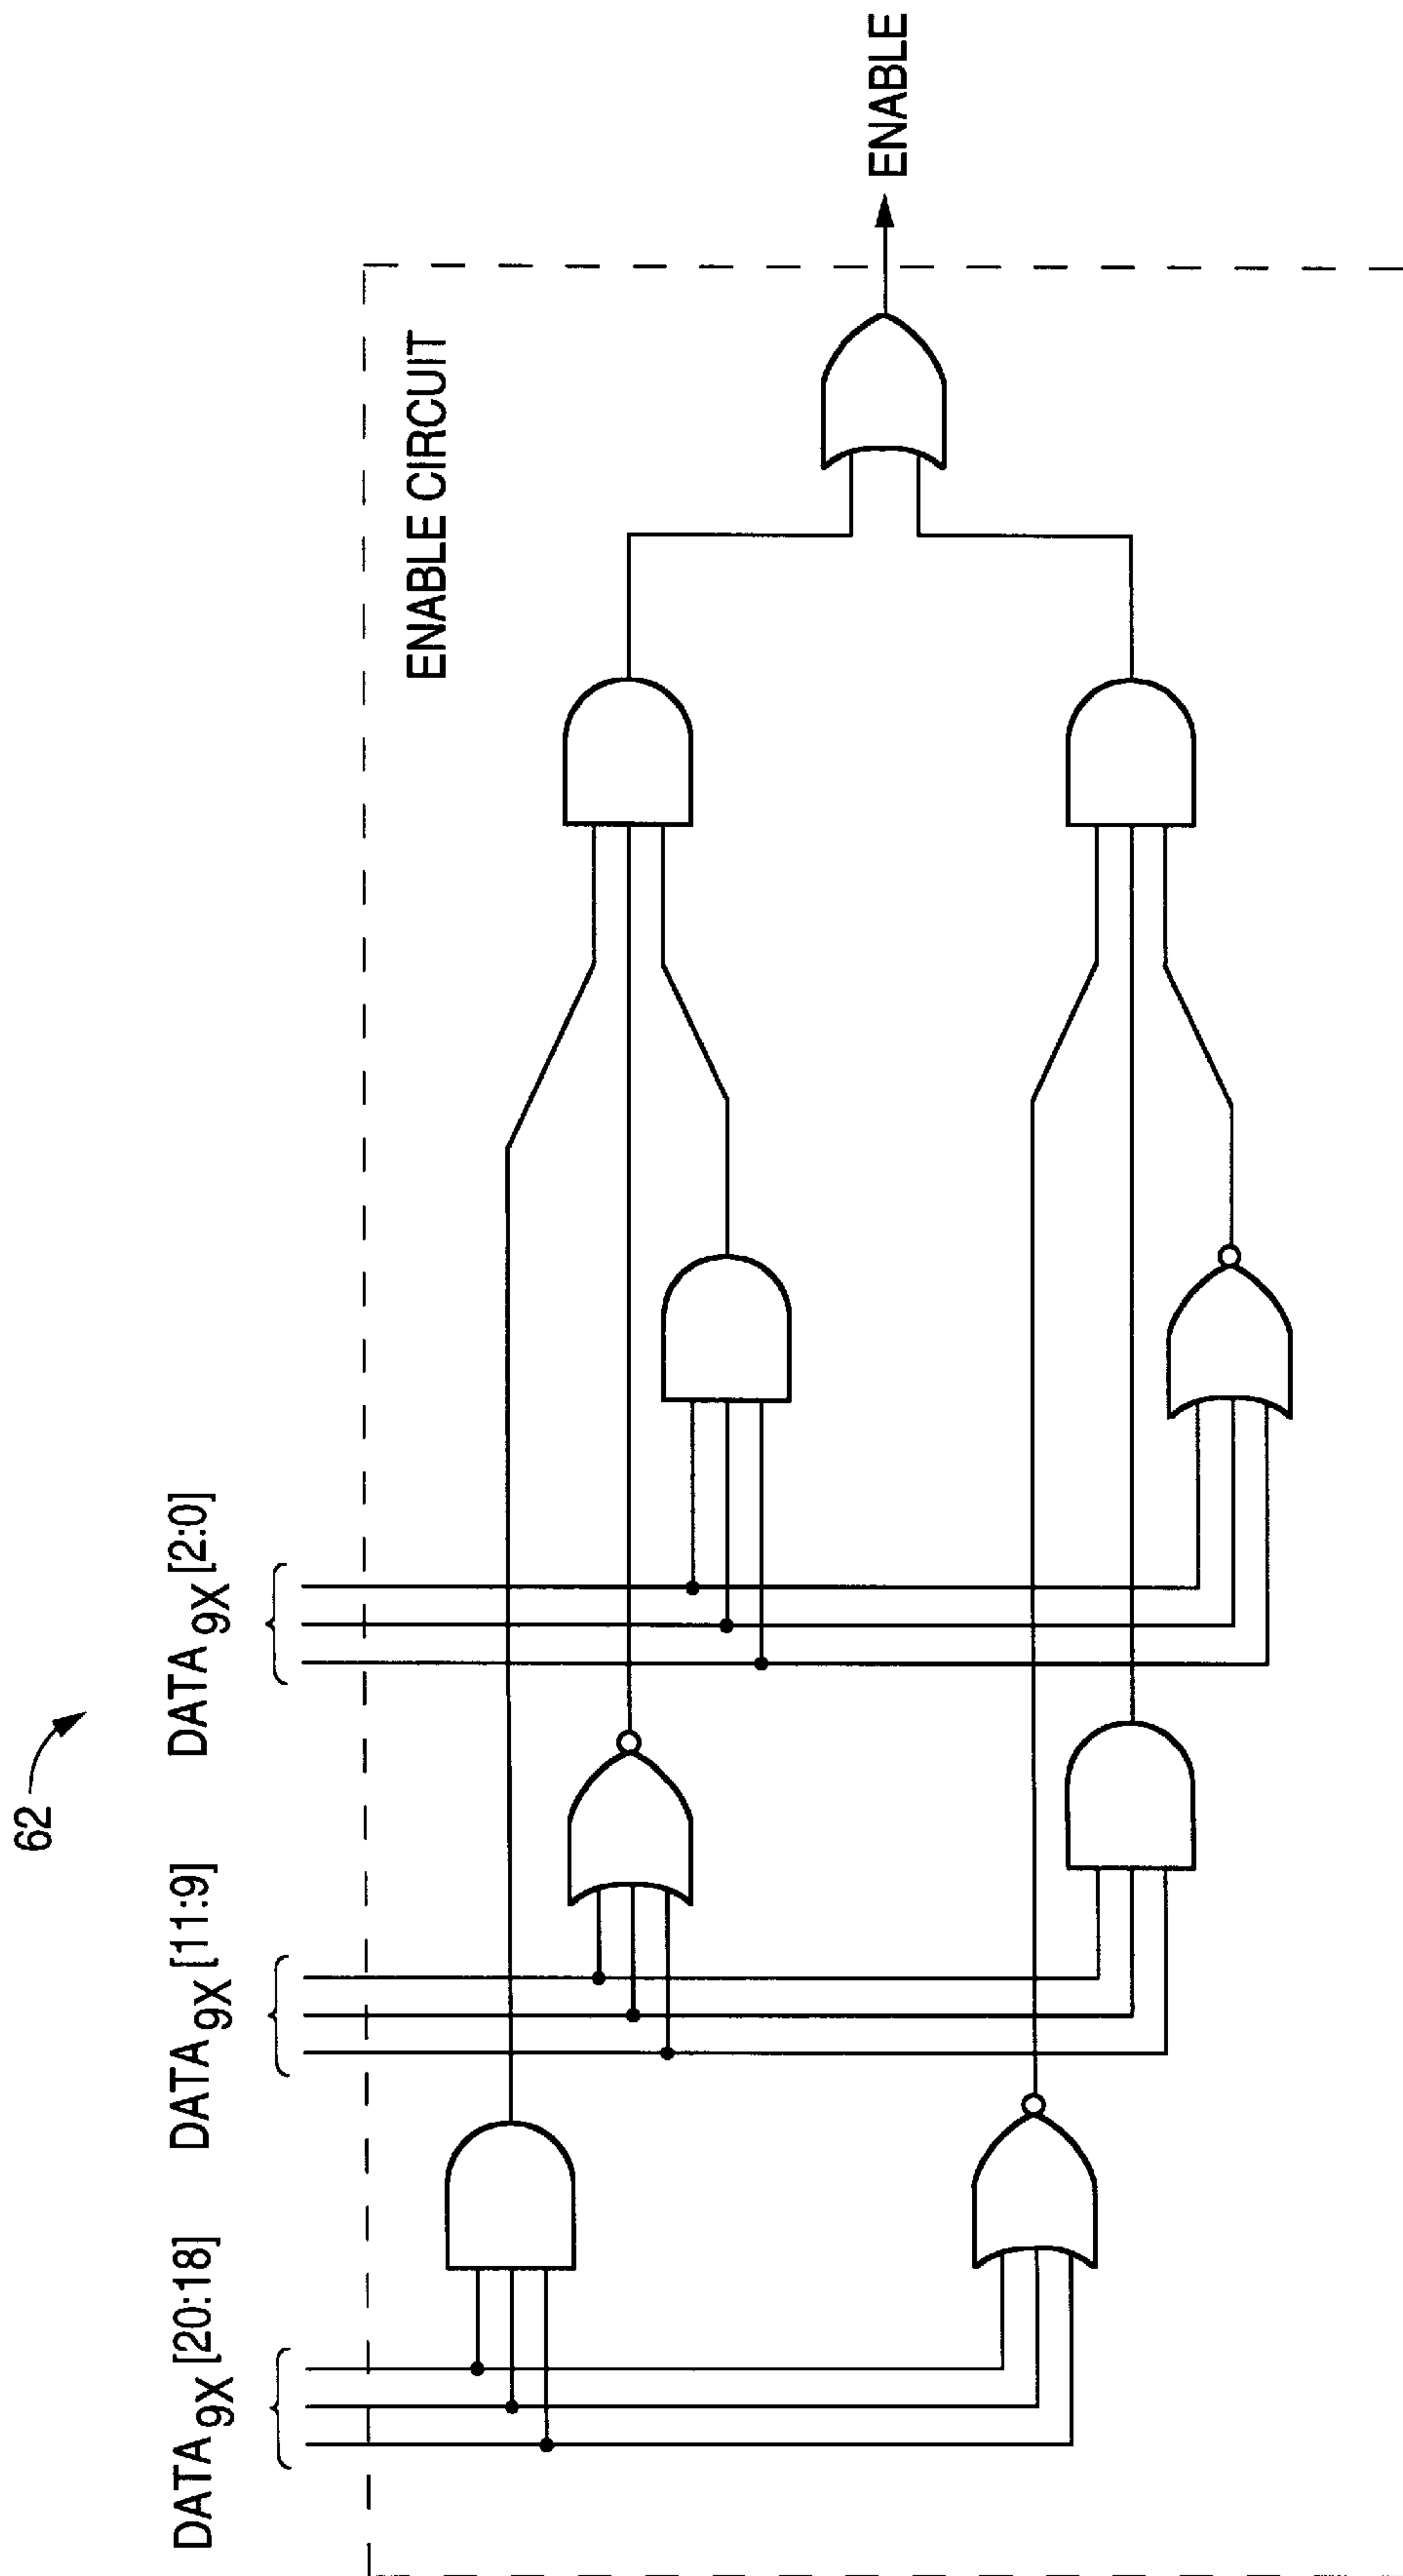 62
DATA9X[20:18] DATA9X[11:9] DATA9X[2:0]
ENABLE CIRCUIT
ENABLE